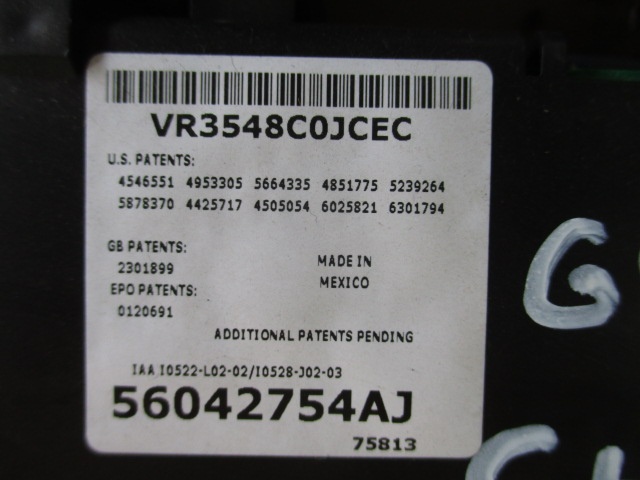 VR3548C0JCEC
U.S. PATENTS:
4546551 4953305 5664335 4851775 5239264
5878370 4425717 4505054 6025821 6301794
GB PATENTS:
2301899
MADE IN
MEXICO
EPO PATENTS:
0120691
ADDITIONAL PATENTS PENDING
IAA I0522-L02-02/I0528-J02-03
56042754AJ
75813
G